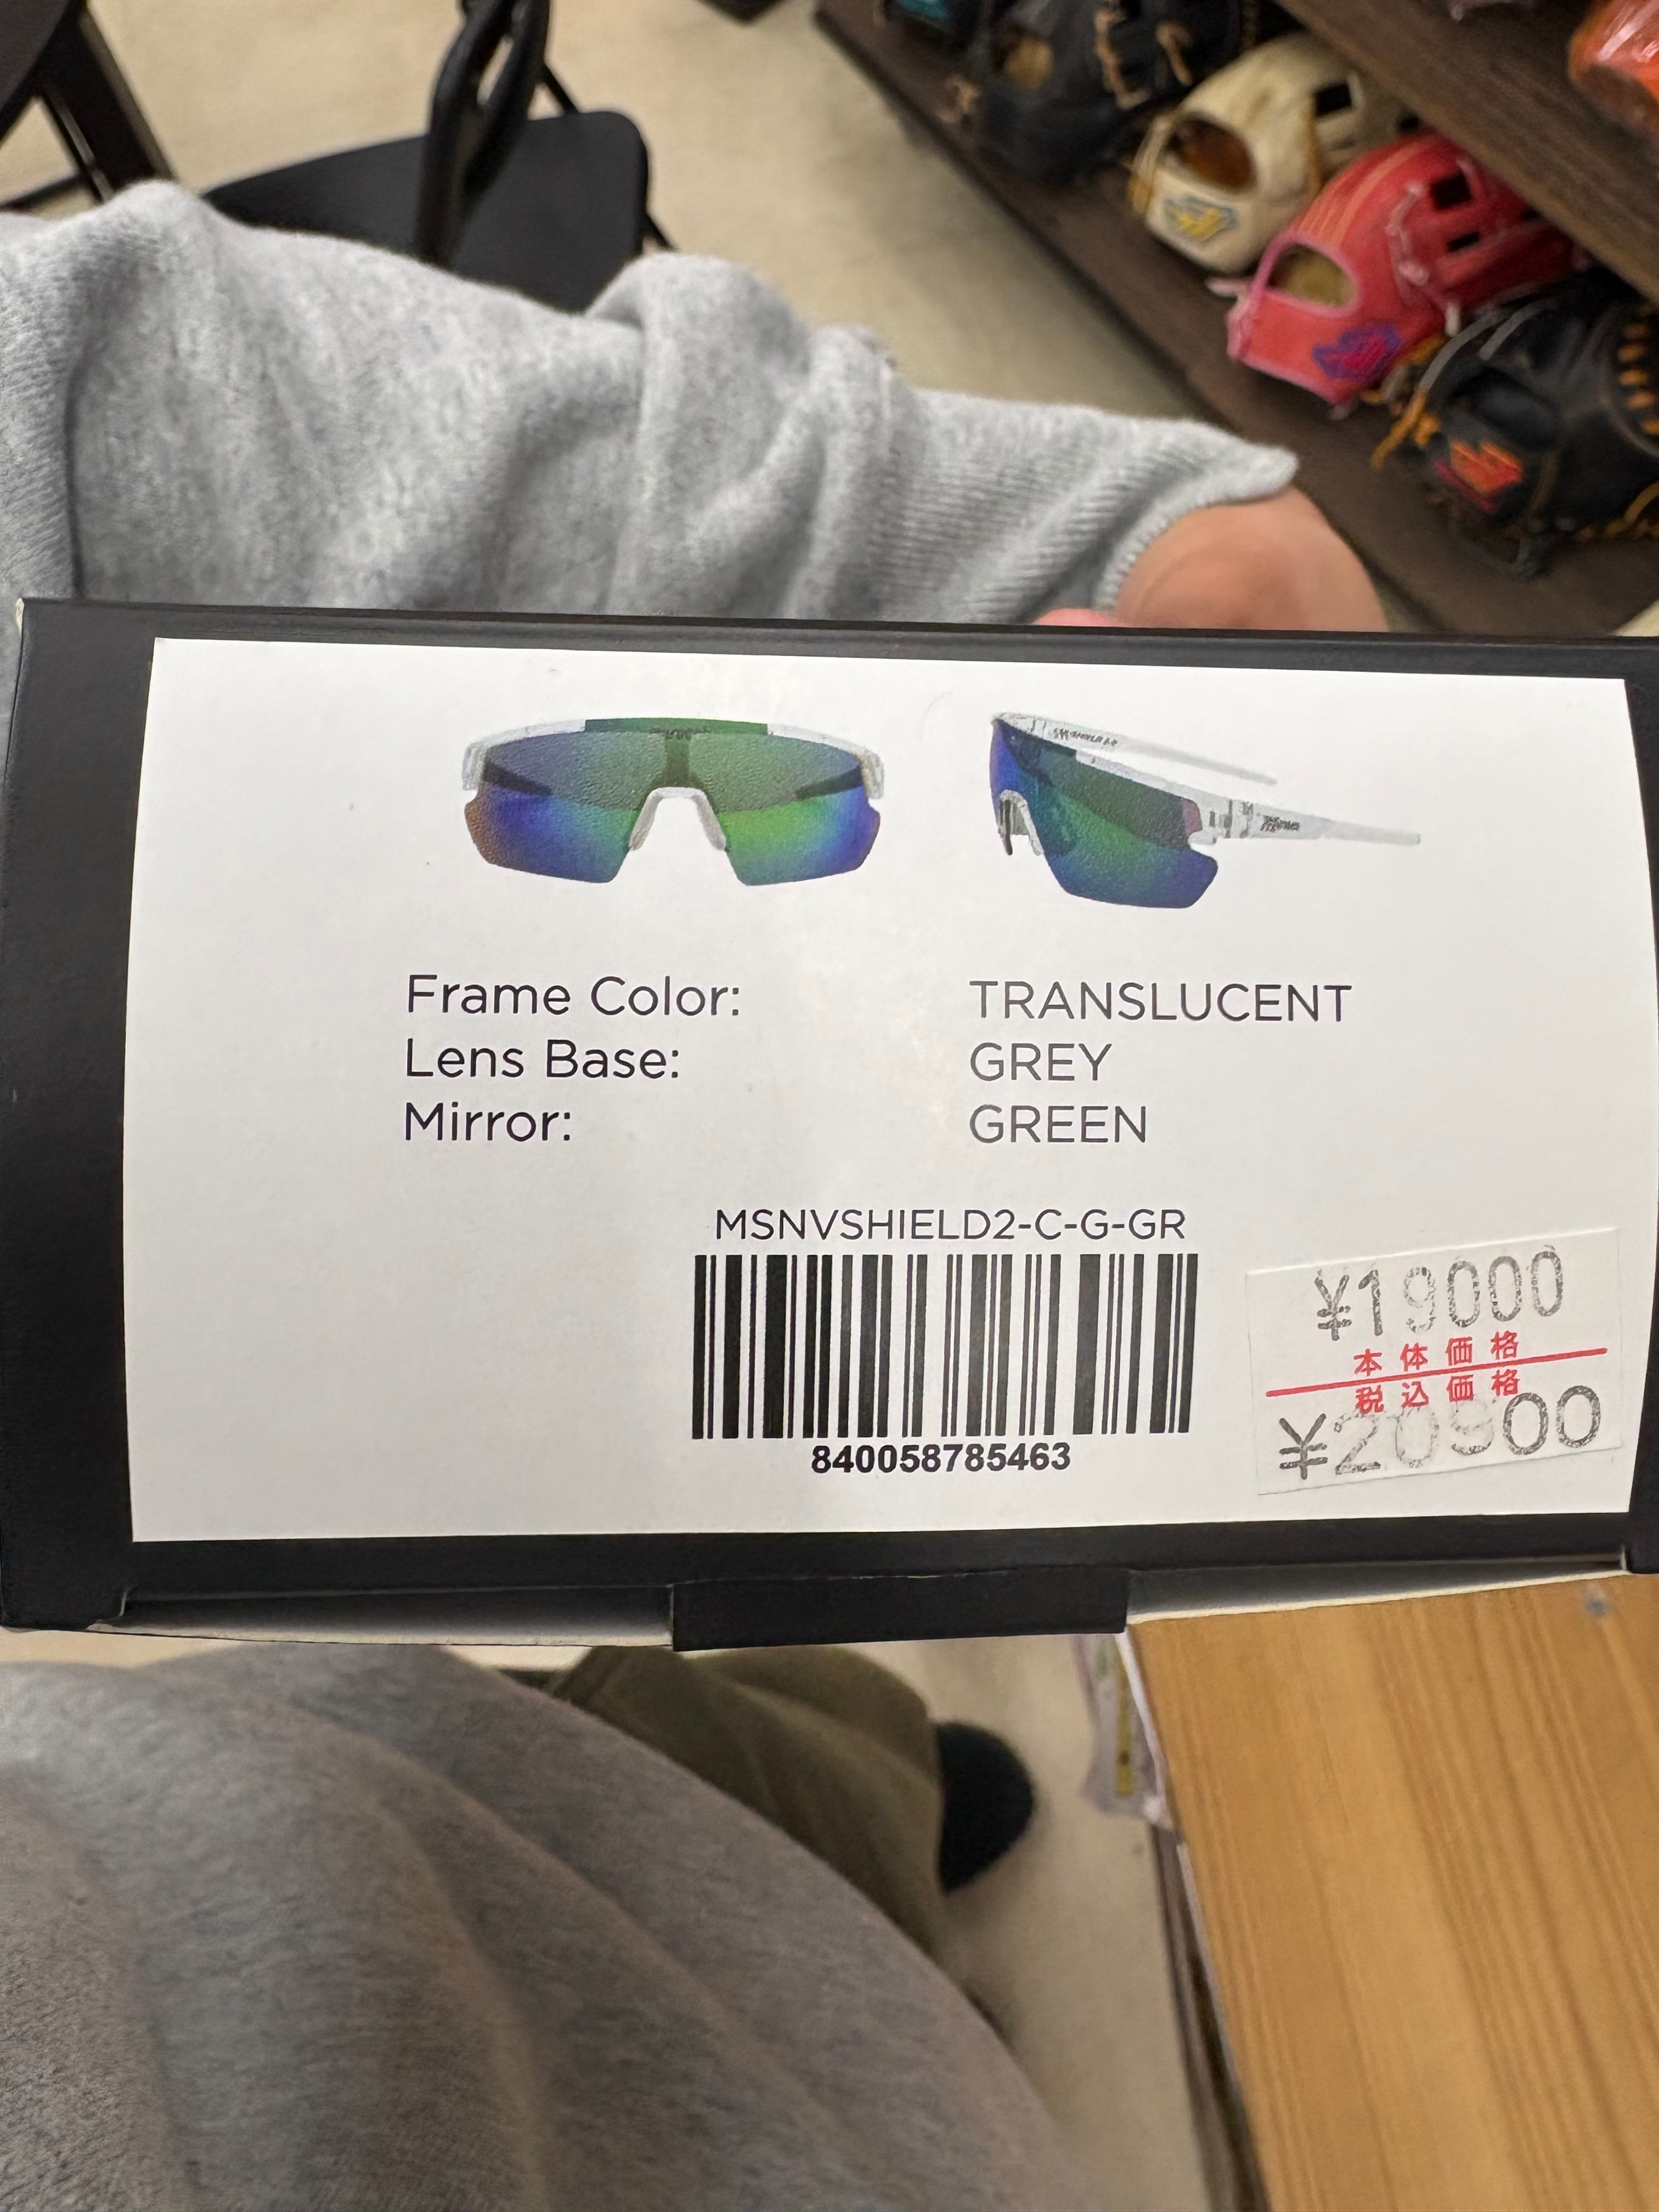 Frame Color: TRANSLUCENT
Lens Base: GREY
Mirror: GREEN
MSNVSHIELD2-C-G-GR
840058785463
¥19000
本体価格
税込価格
¥20900